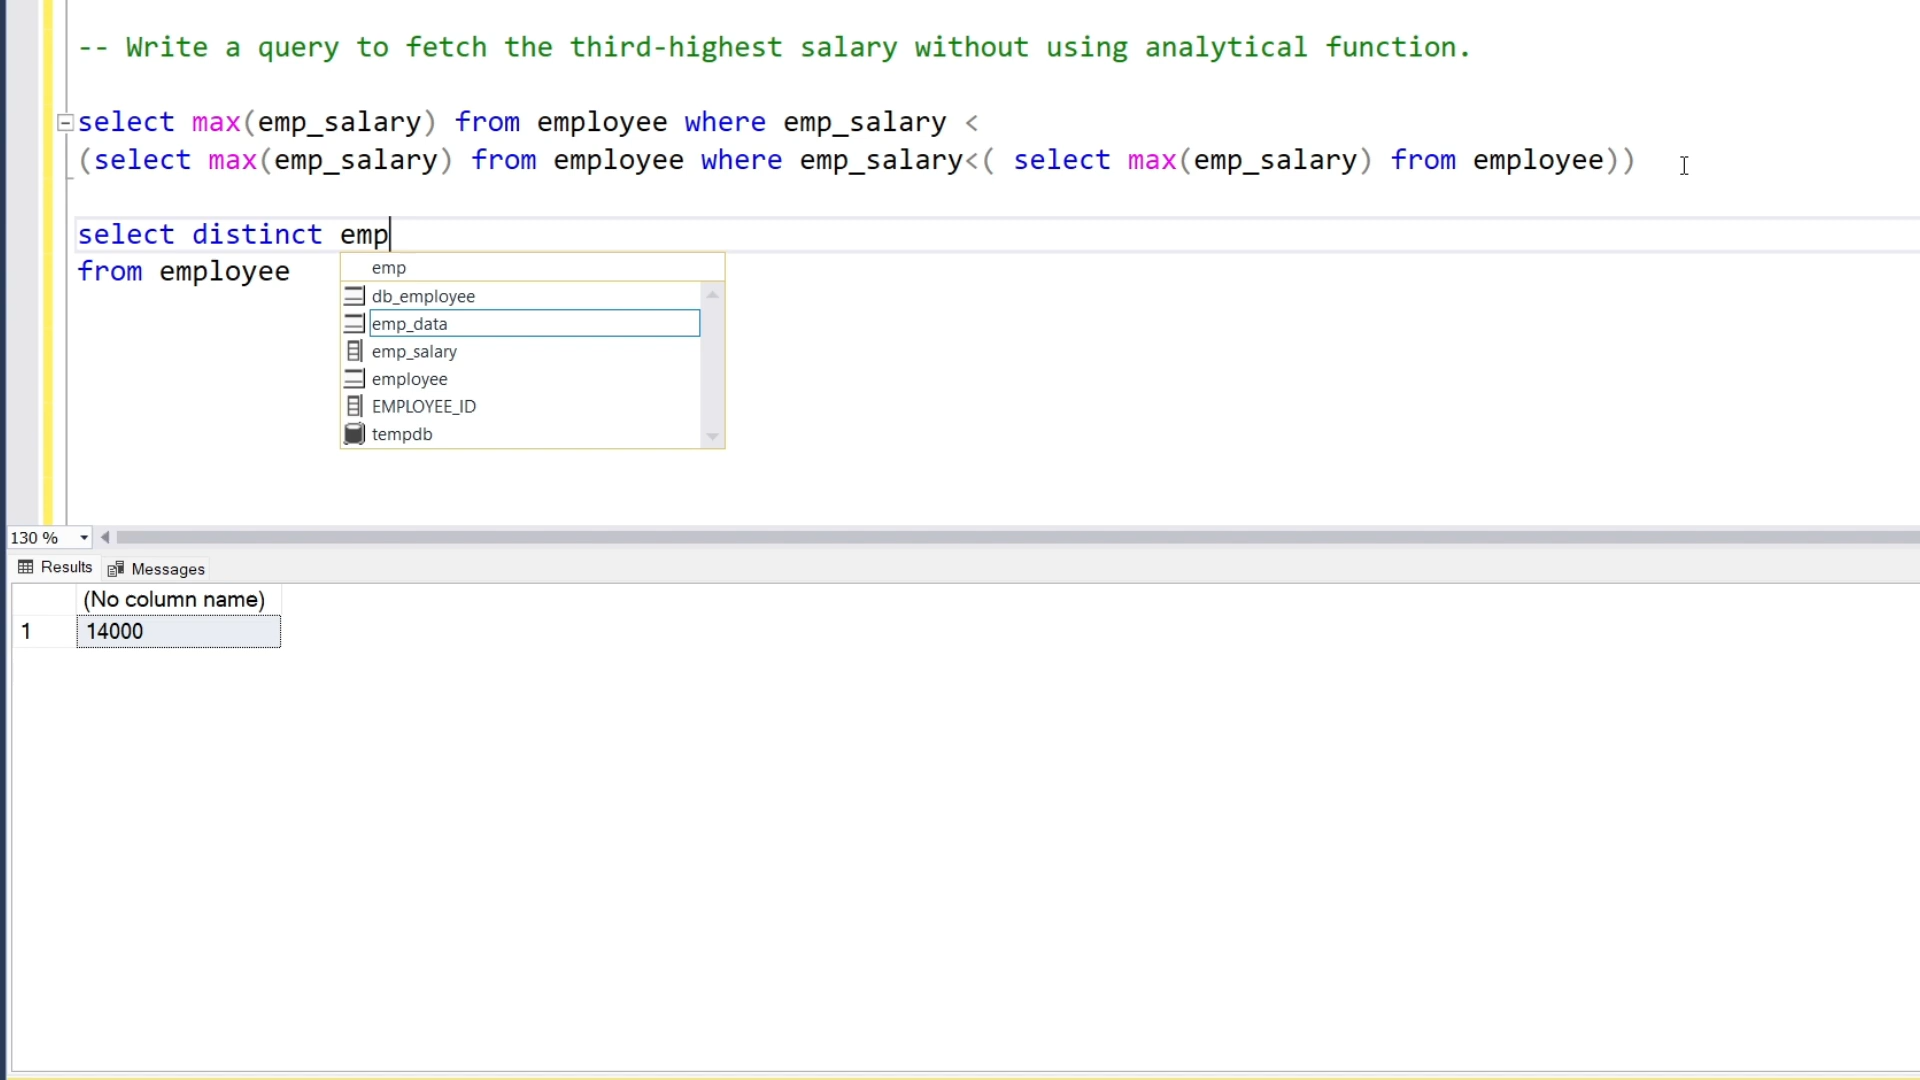 -- Write a query to fetch the third-highest salary without using analytical function.
select max(emp_salary) from employee where emp_salary <
(select max(emp_salary) from employee where emp_salary<( select max(emp_salary) from employee))
select distinct emp
from employee
emp
db_employee
emp_data
emp_salary
employee
EMPLOYEE_ID
tempdb
130 %
Results Messages
(No column name)
1 14000